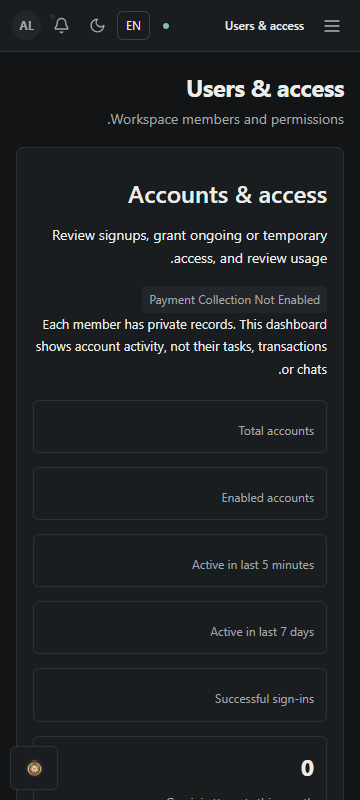 AL
EN
Users & access
Users & access
.Workspace members and permissions
Accounts & access
Review signups, grant ongoing or temporary
.access, and review usage
Payment Collection Not Enabled
Each member has private records. This dashboard
shows account activity, not their tasks, transactions
.or chats
Total accounts
Enabled accounts
Active in last 5 minutes
Active in last 7 days
Successful sign-ins
0